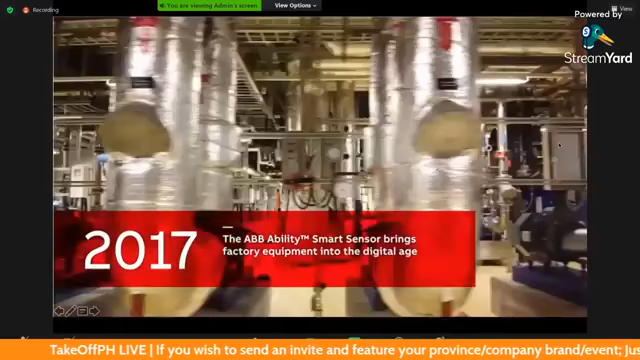 Recording
You are viewing Admin's screen
View Options
View
Powered by
StreamYard
2017
The ABB Ability™ Smart Sensor brings
factory equipment into the digital age
TakeOffPH LIVE | If you wish to send an invite and feature your province/company brand/event; Jus